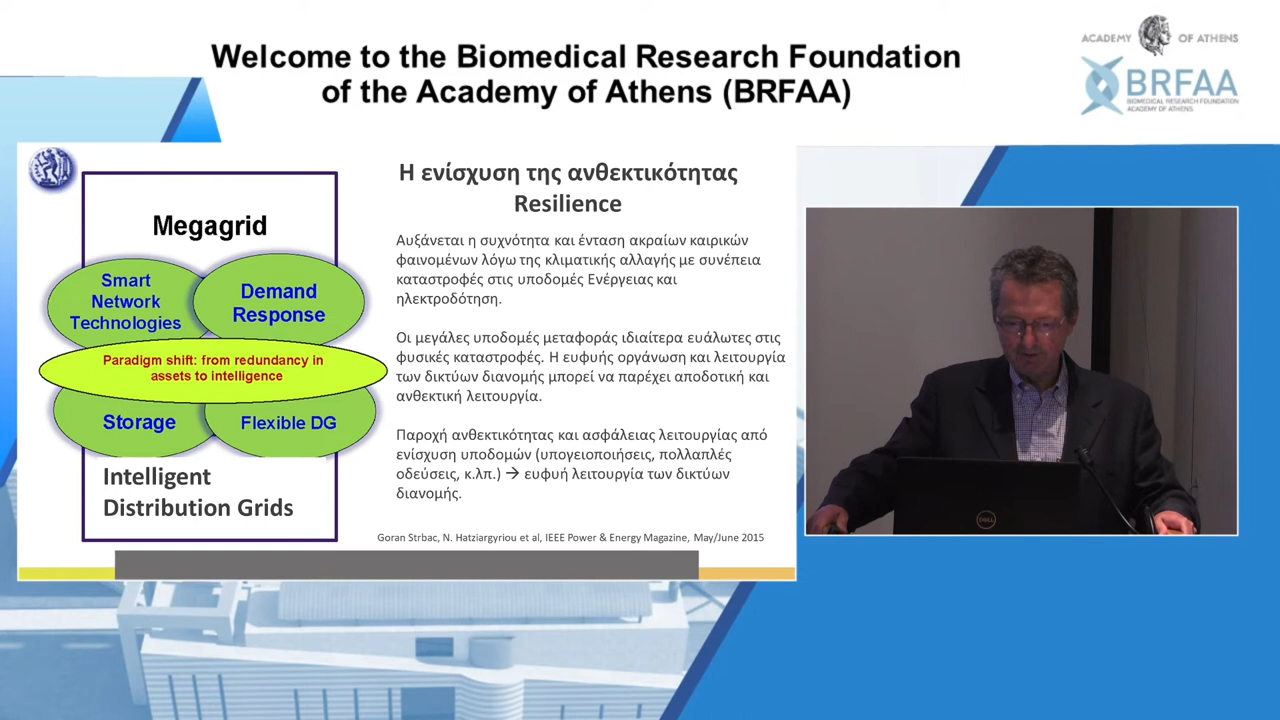 Welcome to the Biomedical Research Foundation
of the Academy of Athens (BRFAA)
ACADEMY OF ATHENS
BRFAA
BIOMEDICAL RESEARCH FOUNDATION
ACADEMY OF ATHENS
Megagrid
Smart
Network
Technologies
Demand
Response
Paradigm shift: from redundancy in
assets to intelligence
Storage
Flexible DG
Intelligent
Distribution Grids
Η ενίσχυση της ανθεκτικότητας
Resilience
Αυξάνεται η συχνότητα και ένταση ακραίων καιρικών
φαινομένων λόγω της κλιματικής αλλαγής με συνέπεια
καταστροφές στις υποδομές Ενέργειας και
ηλεκτροδότηση.
Οι μεγάλες υποδομές μεταφοράς ιδιαίτερα ευάλωτες στις
φυσικές καταστροφές. Η ευφυής οργάνωση και λειτουργία
των δικτύων διανομής μπορεί να παρέχει αποδοτική και
ανθεκτική λειτουργία.
Παροχή ανθεκτικότητας και ασφάλειας λειτουργίας από
ενίσχυση υποδομών (υπογειοποιήσεις, πολλαπλές
οδεύσεις, κ.λπ.) → ευφυή λειτουργία των δικτύων
διανομής.
Goran Strbac, N. Hatziargyriou et al, IEEE Power & Energy Magazine, May/June 2015
DELL